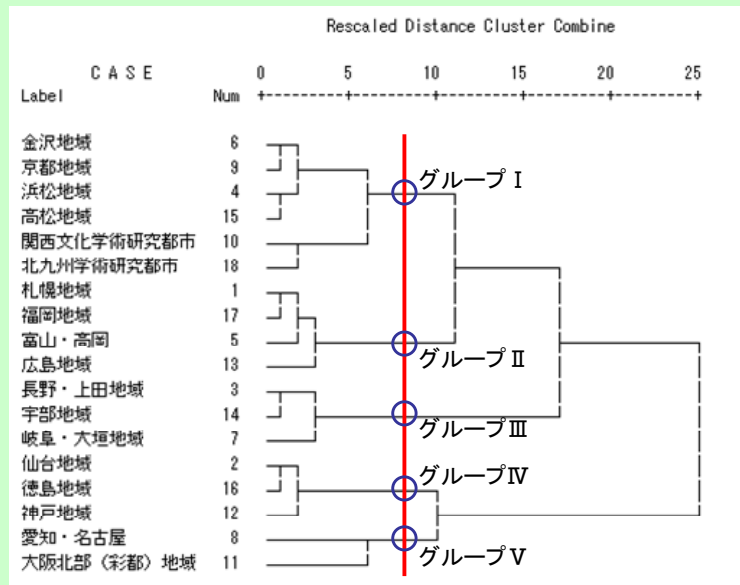 Rescaled Distance Cluster Combine
C A S E 0 5 10 15 20 25
Label Num +---------+---------+---------+---------+---------+
金沢地域 6
京都地域 9
グループⅠ
浜松地域 4
高松地域 15
関西文化学術研究都市 10
北九州学術研究都市 18
札幌地域 1
福岡地域 17
富山・高岡 5
グループⅡ
広島地域 13
長野・上田地域 3
宇部地域 14
グループⅢ
岐阜・大垣地域 7
仙台地域 2
グループⅣ
徳島地域 16
神戸地域 12
愛知・名古屋 8
グループⅤ
大阪北部（彩都）地域 11